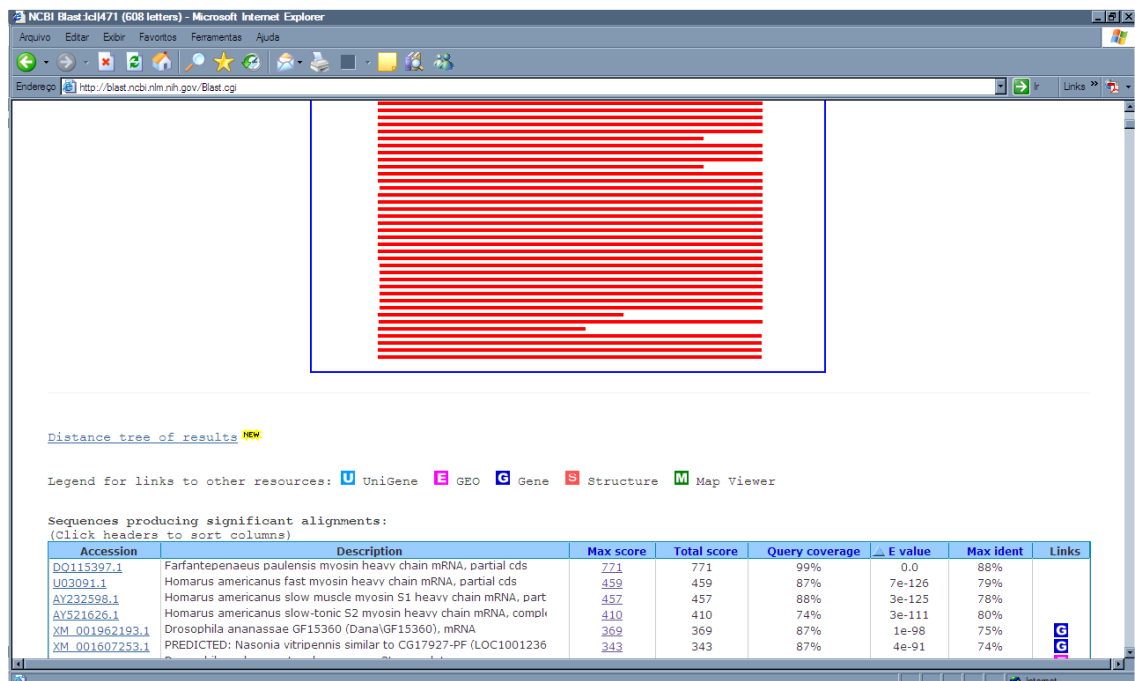 NCBI Blast:lcl|471 (608 letters) - Microsoft Internet Explorer
Arquivo Editar Exibir Favoritos Ferramentas Ajuda
Endereço http://blast.ncbi.nlm.nih.gov/Blast.cgi Ir Links »
Distance tree of results NEW
Legend for links to other resources: U UniGene E GEO G Gene S Structure M Map Viewer
Sequences producing significant alignments:
(Click headers to sort columns)
Accession Description Max score Total score Query coverage E value Max ident Links
DQ115397.1 Farfantepenaeus paulensis myosin heavy chain mRNA, partial cds 771 771 99% 0.0 88%
U03091.1 Homarus americanus fast myosin heavy chain mRNA, partial cds 459 459 87% 7e-126 79%
AY232598.1 Homarus americanus slow muscle myosin S1 heavy chain mRNA, part 457 457 88% 3e-125 78%
AY521626.1 Homarus americanus slow-tonic S2 myosin heavy chain mRNA, comple 410 410 74% 3e-111 80%
XM_001962193.1 Drosophila ananassae GF15360 (Dana\GF15360), mRNA 369 369 87% 1e-98 75% G
XM_001607253.1 PREDICTED: Nasonia vitripennis similar to CG17927-PF (LOC1001236 343 343 87% 4e-91 74% G